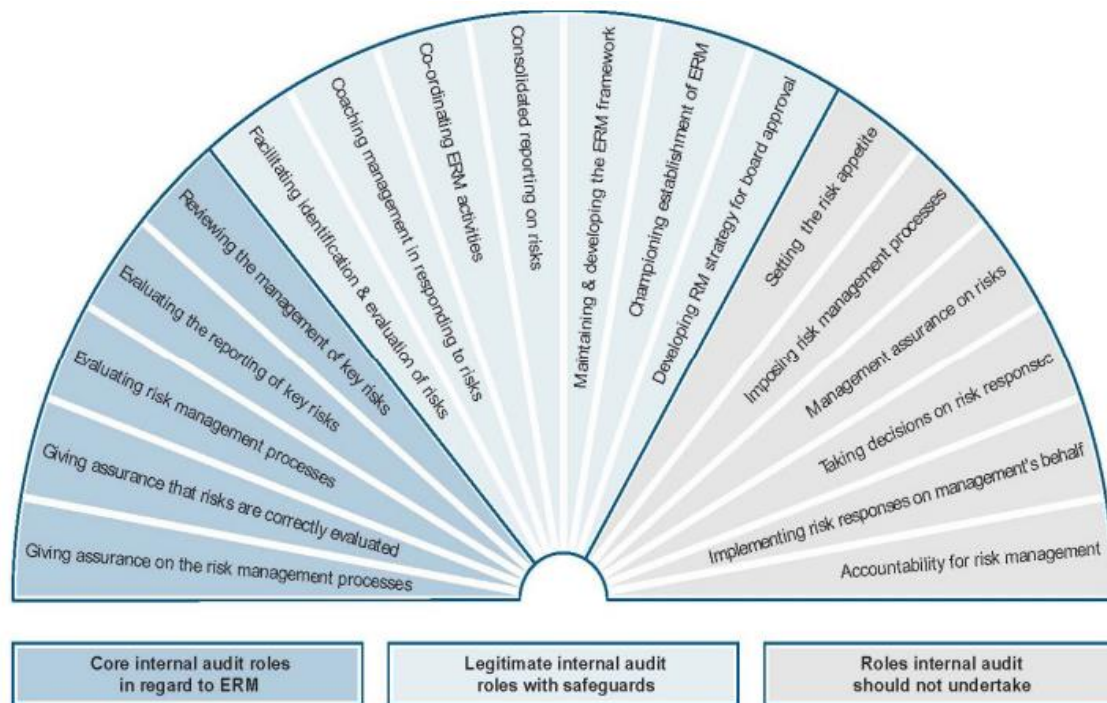 Giving assurance on the risk management processes
Giving assurance that risks are correctly evaluated
Evaluating risk management processes
Evaluating the reporting of key risks
Reviewing the management of key risks
Facilitating identification & evaluation of risks
Coaching management in responding to risks
Co-ordinating ERM activities
Consolidated reporting on risks
Maintaining & developing the ERM framework
Championing establishment of ERM
Developing RM strategy for board approval
Setting the risk appetite
Imposing risk management processes
Management assurance on risks
Taking decisions on risk responses
Implementing risk responses on management's behalf
Accountability for risk management
Core internal audit roles
in regard to ERM
Legitimate internal audit
roles with safeguards
Roles internal audit
should not undertake